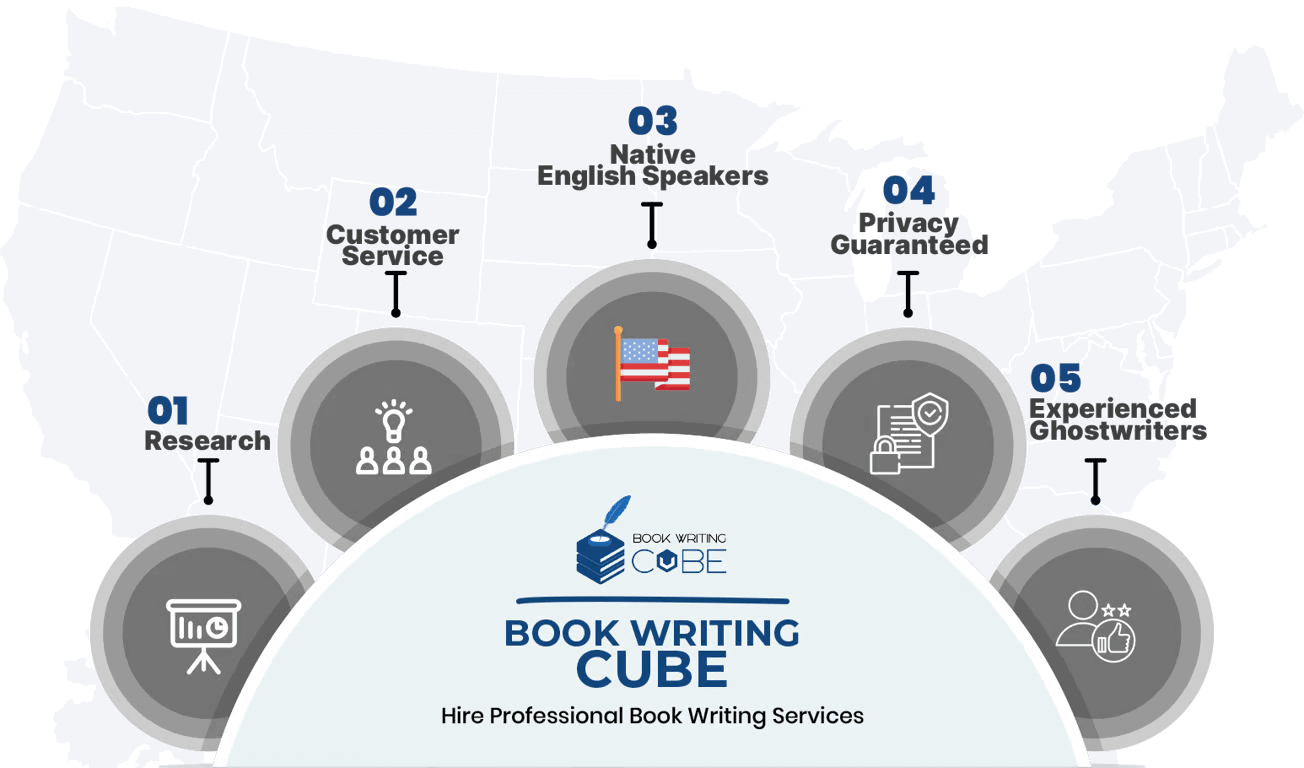 03
Native
English Speakers
02
Customer
Service
04
Privacy
Guaranteed
01
Research
05
Experienced
Ghostwriters
BOOK WRITING
CUBE
BOOK WRITING
CUBE
Hire Professional Book Writing Services